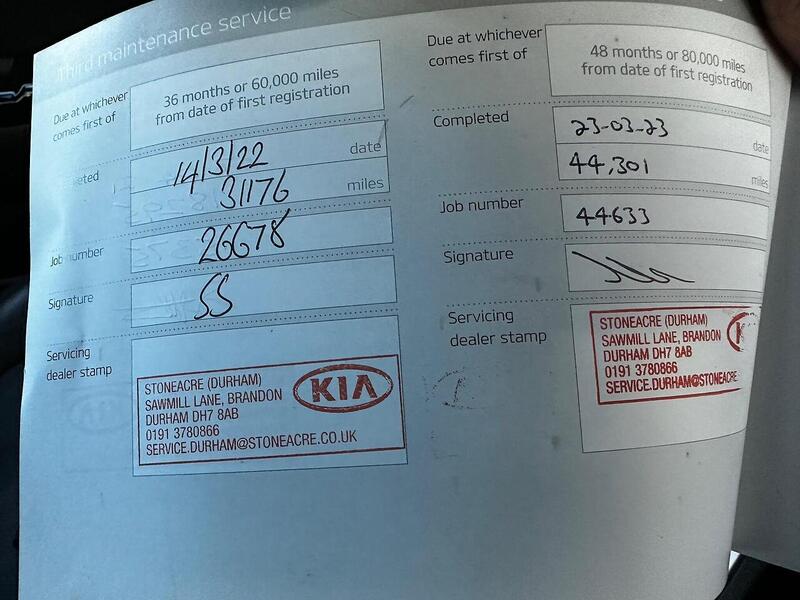 Third maintenance service
Due at whichever
comes first of
36 months or 60,000 miles
from date of first registration
14/3/22 date
31176 miles
Job number
26678
Signature
SS
Servicing
dealer stamp
STONEACRE (DURHAM)
SAWMILL LANE, BRANDON
DURHAM DH7 8AB
0191 3780866
SERVICE.DURHAM@STONEACRE.CO.UK
KIA
Due at whichever
comes first of
48 months or 80,000 miles
from date of first registration
Completed
23-03-23 date
44,301 miles
Job number
44633
Signature
Servicing
dealer stamp
STONEACRE (DURHAM)
SAWMILL LANE, BRANDON
DURHAM DH7 8AB
0191 3780866
SERVICE.DURHAM@STONEACRE
K